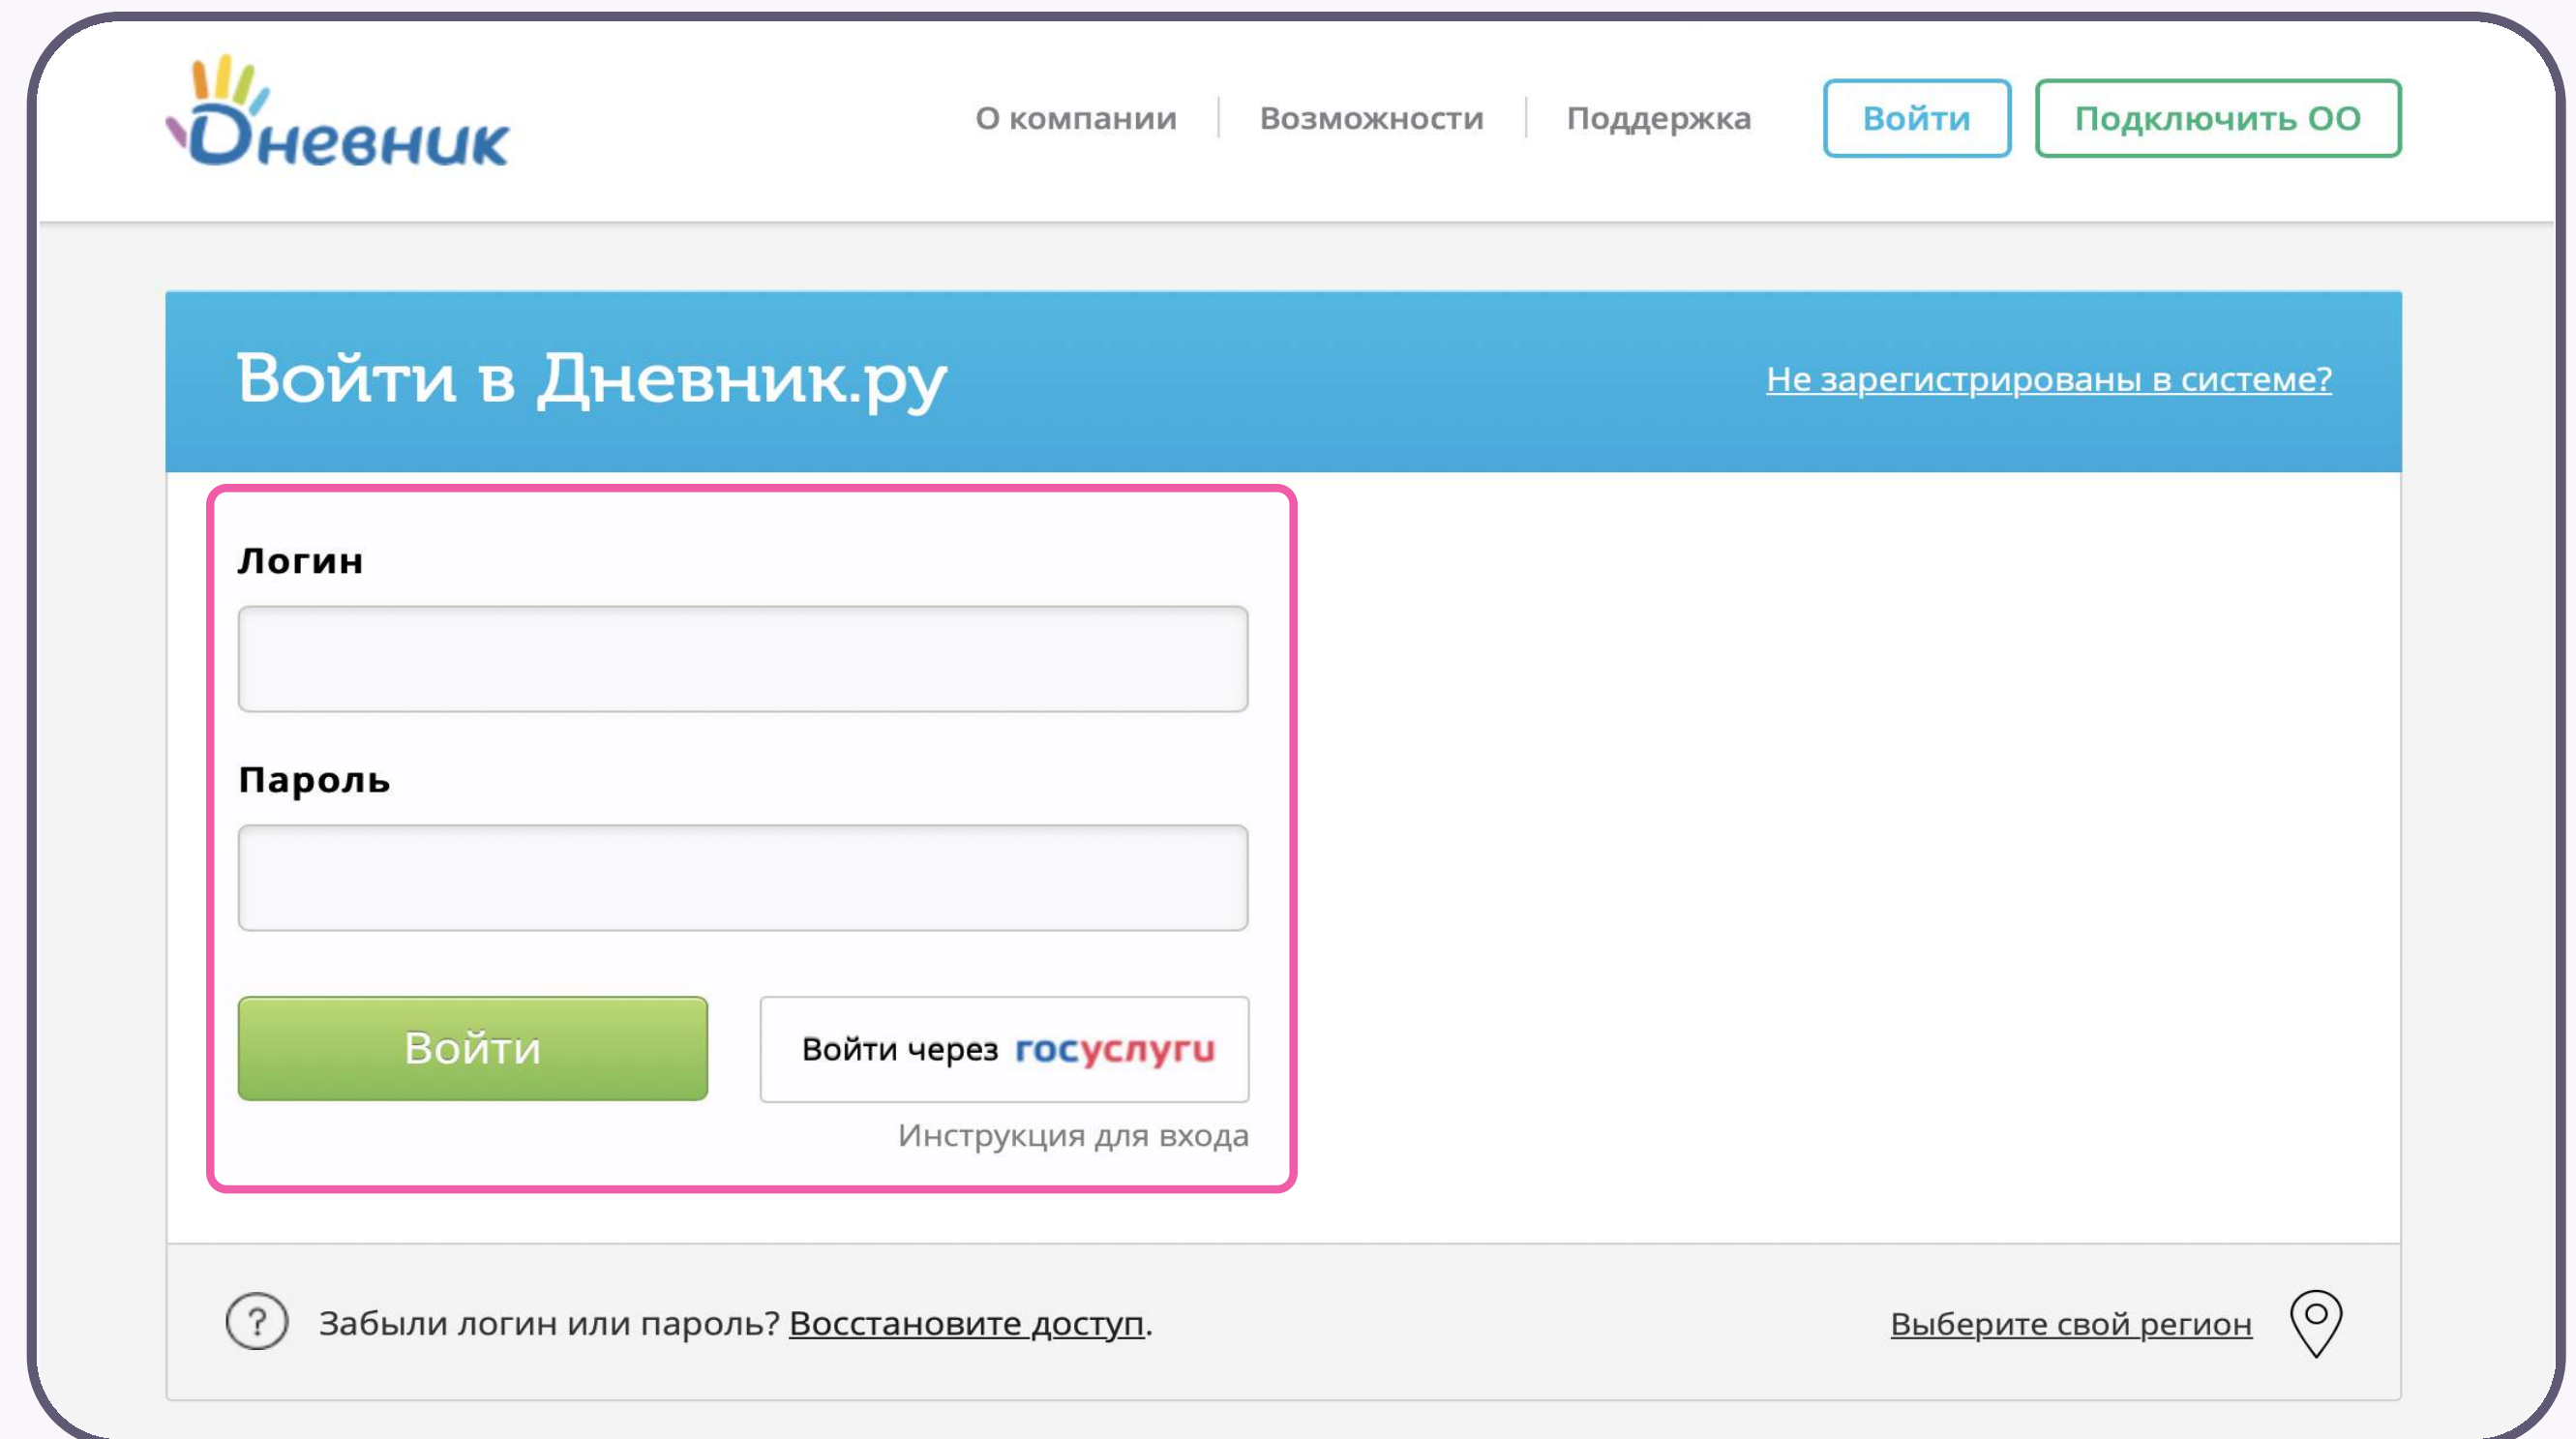 Дневник
О компании
Возможности
Поддержка
Войти
Подключить ОО
Войти в Дневник.ру
Не зарегистрированы в системе?
Логин
Пароль
Войти
Войти через госуслуги
Инструкция для входа
? Забыли логин или пароль? Восстановите доступ.
Выберите свой регион